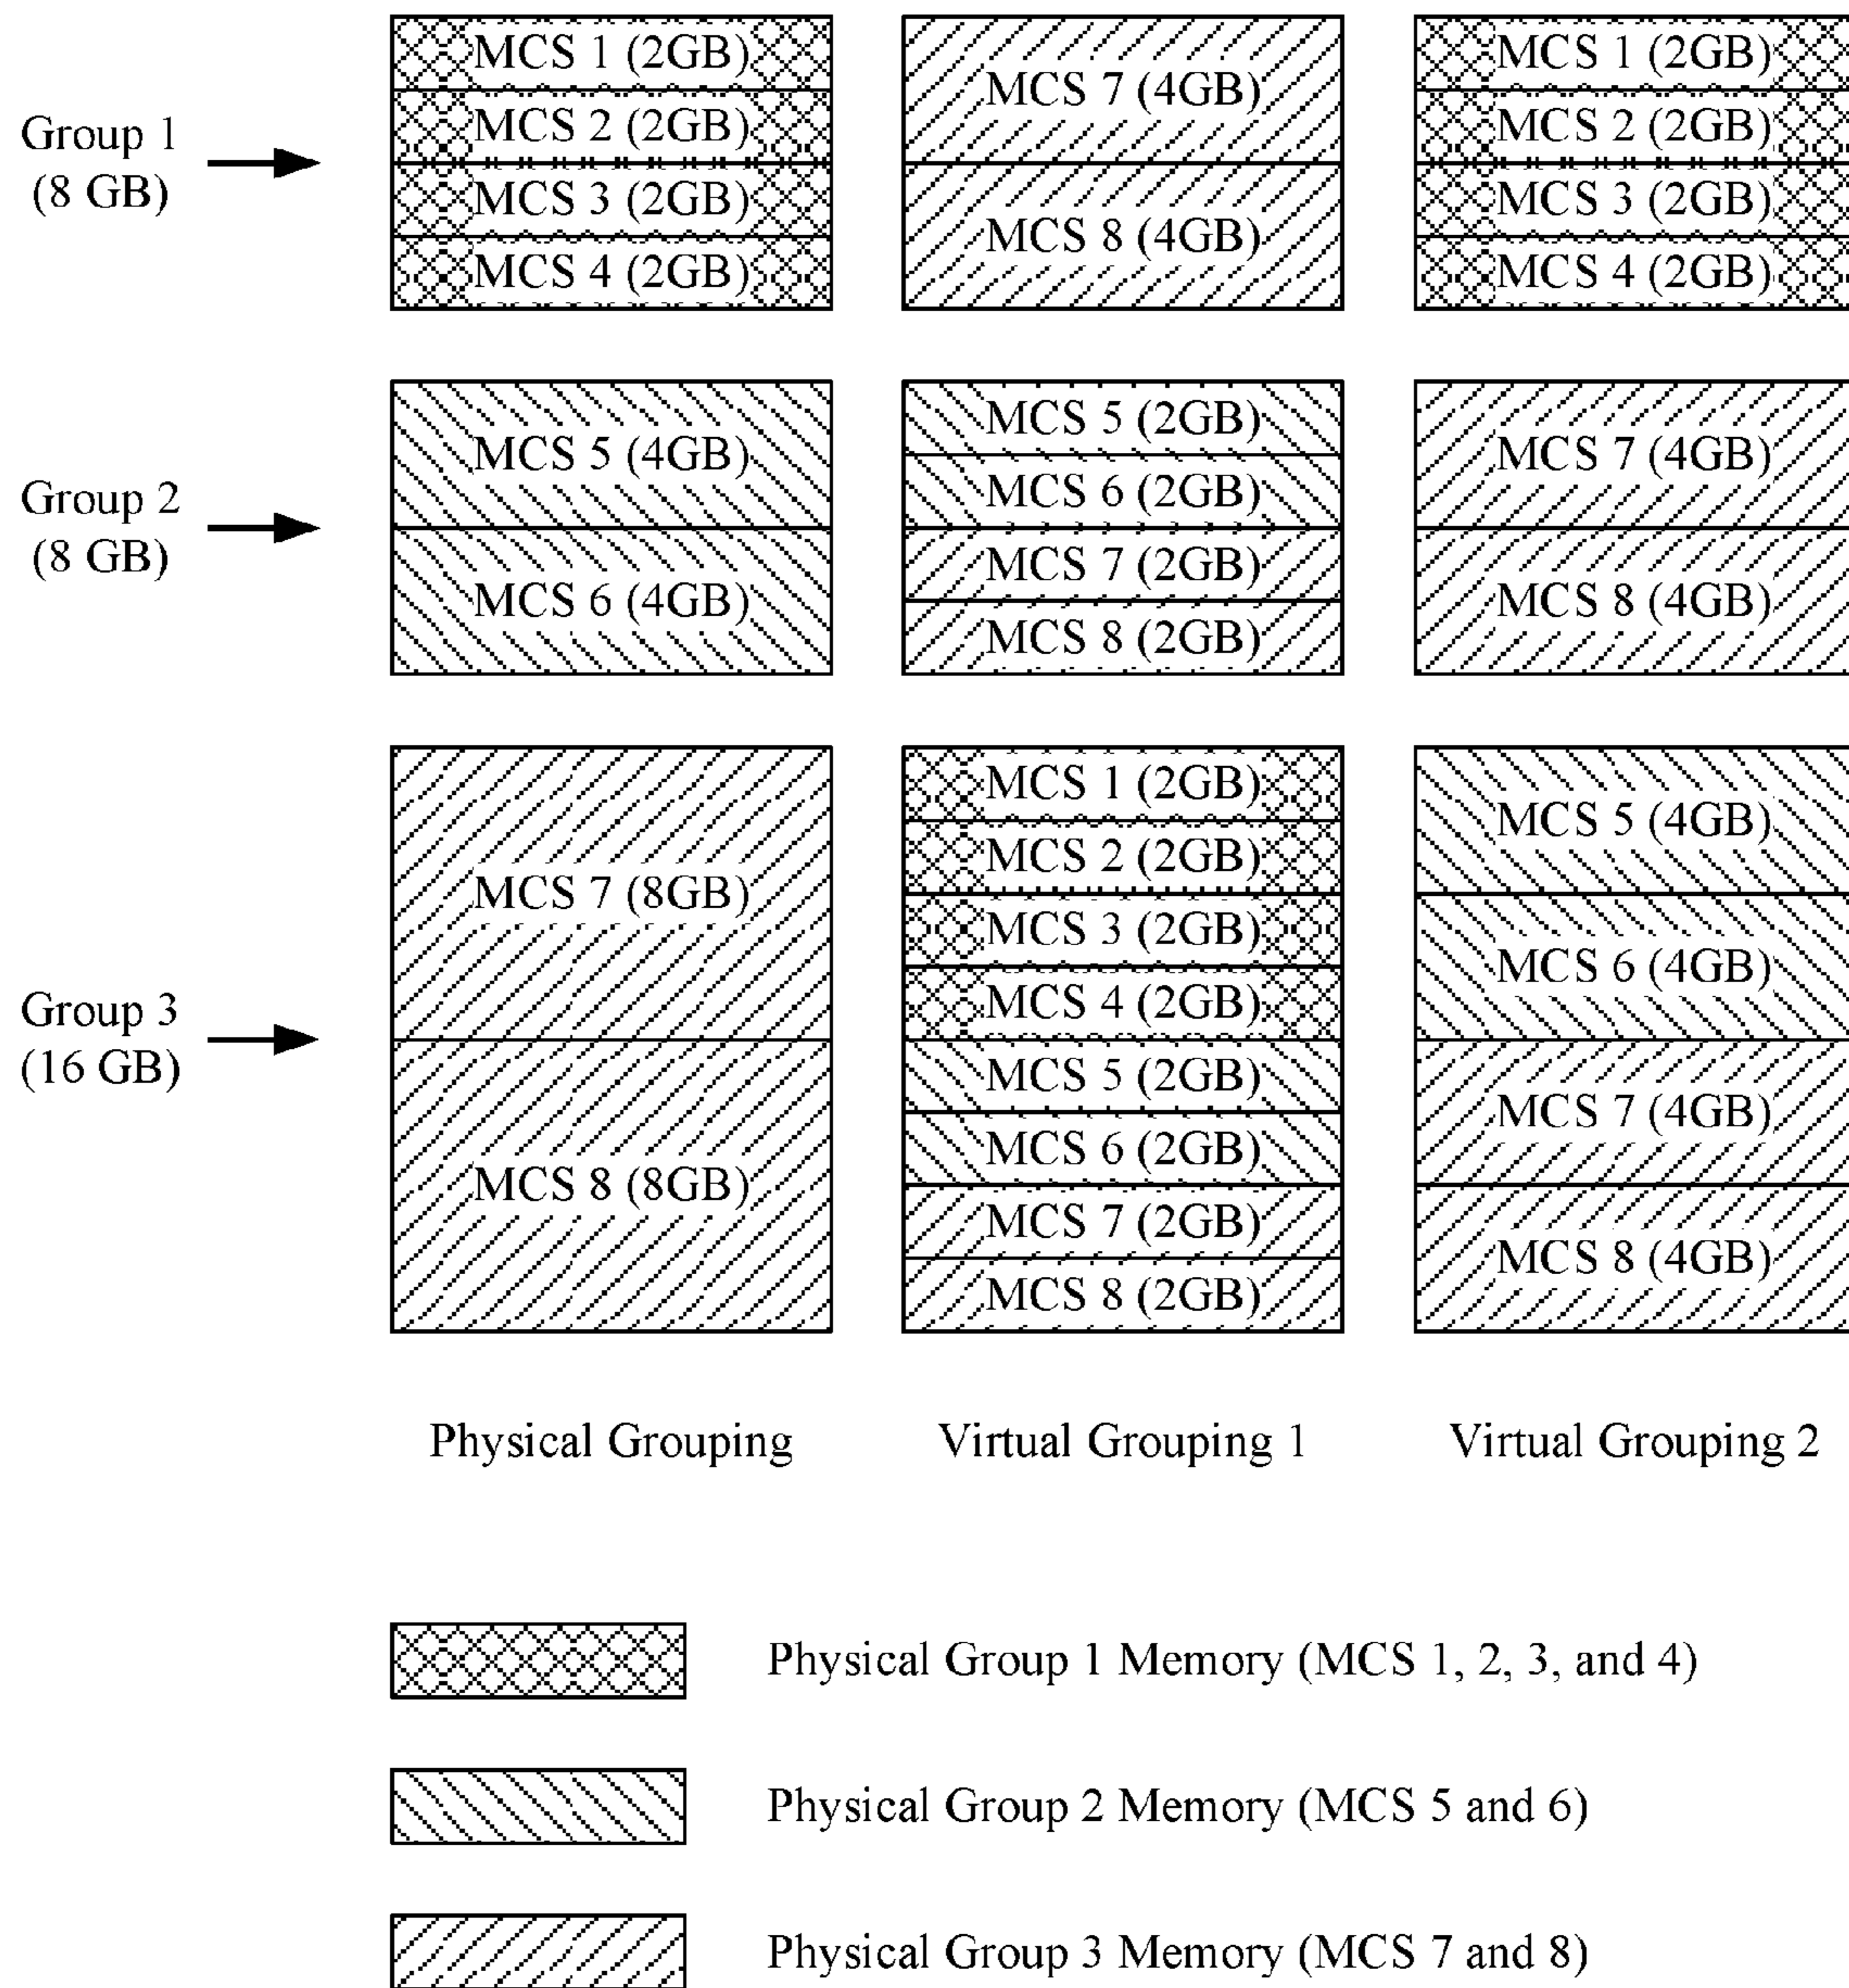 Group 1
(8 GB)
MCS 1 (2GB)
MCS 2 (2GB)
MCS 3 (2GB)
MCS 4 (2GB)
MCS 7 (4GB)
MCS 8 (4GB)
MCS 1 (2GB)
MCS 2 (2GB)
MCS 3 (2GB)
MCS 4 (2GB)
Group 2
(8 GB)
MCS 5 (4GB)
MCS 6 (4GB)
MCS 5 (2GB)
MCS 6 (2GB)
MCS 7 (2GB)
MCS 8 (2GB)
MCS 7 (4GB)
MCS 8 (4GB)
Group 3
(16 GB)
MCS 7 (8GB)
MCS 8 (8GB)
MCS 1 (2GB)
MCS 2 (2GB)
MCS 3 (2GB)
MCS 4 (2GB)
MCS 5 (2GB)
MCS 6 (2GB)
MCS 7 (2GB)
MCS 8 (2GB)
MCS 5 (4GB)
MCS 6 (4GB)
MCS 7 (4GB)
MCS 8 (4GB)
Physical Grouping
Virtual Grouping 1
Virtual Grouping 2
Physical Group 1 Memory (MCS 1, 2, 3, and 4)
Physical Group 2 Memory (MCS 5 and 6)
Physical Group 3 Memory (MCS 7 and 8)